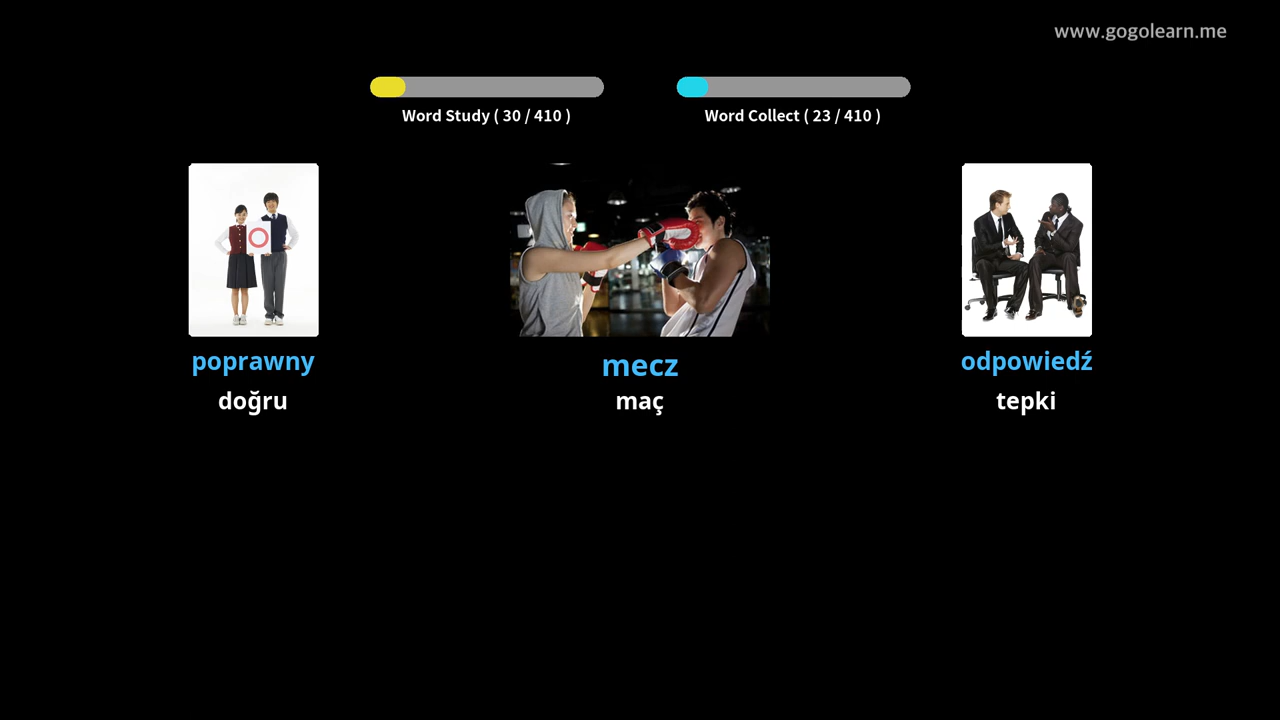 www.gogolearn.me
Word Study ( 30 / 410 )
Word Collect ( 23 / 410 )
poprawny
mecz
odpowiedź
doğru
maç
tepki